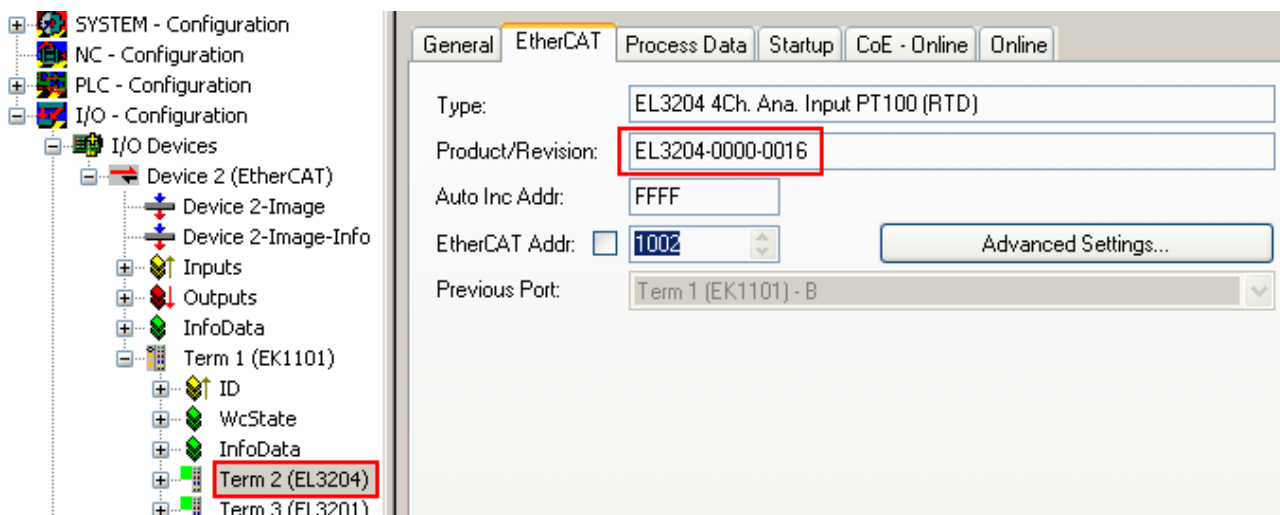 SYSTEM - Configuration
NC - Configuration
PLC - Configuration
I/O - Configuration
I/O Devices
Device 2 (EtherCAT)
Device 2-Image
Device 2-Image-Info
Inputs
Outputs
InfoData
Term 1 (EK1101)
ID
WcState
InfoData
Term 2 (EL3204)
Term 3 (EL3201)
General EtherCAT Process Data Startup CoE - Online Online
Type: EL3204 4Ch. Ana. Input PT100 (RTD)
Product/Revision: EL3204-0000-0016
Auto Inc Addr: FFFF
EtherCAT Addr: 1002 Advanced Settings...
Previous Port: Term 1 (EK1101) - B